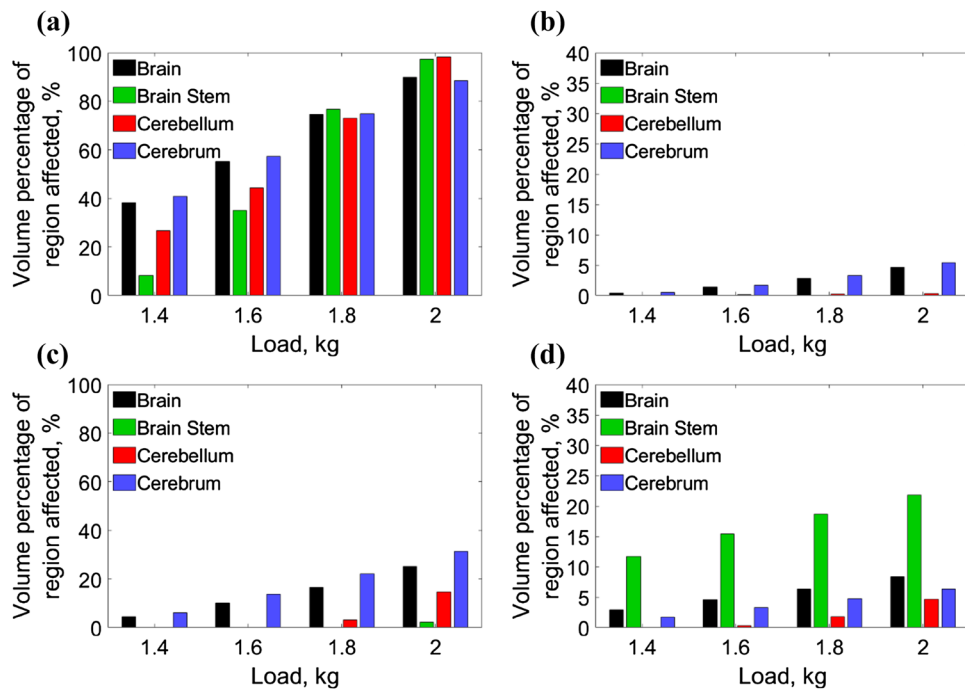 (a)
Volume percentage of
region affected, %
100
80
60
40
20
0
Brain
Brain Stem
Cerebellum
Cerebrum
1.4 1.6 1.8 2
Load, kg
(b)
Volume percentage of
region affected, %
40
35
30
25
20
15
10
5
0
Brain
Brain Stem
Cerebellum
Cerebrum
1.4 1.6 1.8 2
Load, kg
(c)
Volume percentage of
region affected, %
100
80
60
40
20
0
Brain
Brain Stem
Cerebellum
Cerebrum
1.4 1.6 1.8 2
Load, kg
(d)
Volume percentage of
region affected, %
40
35
30
25
20
15
10
5
0
Brain
Brain Stem
Cerebellum
Cerebrum
1.4 1.6 1.8 2
Load, kg